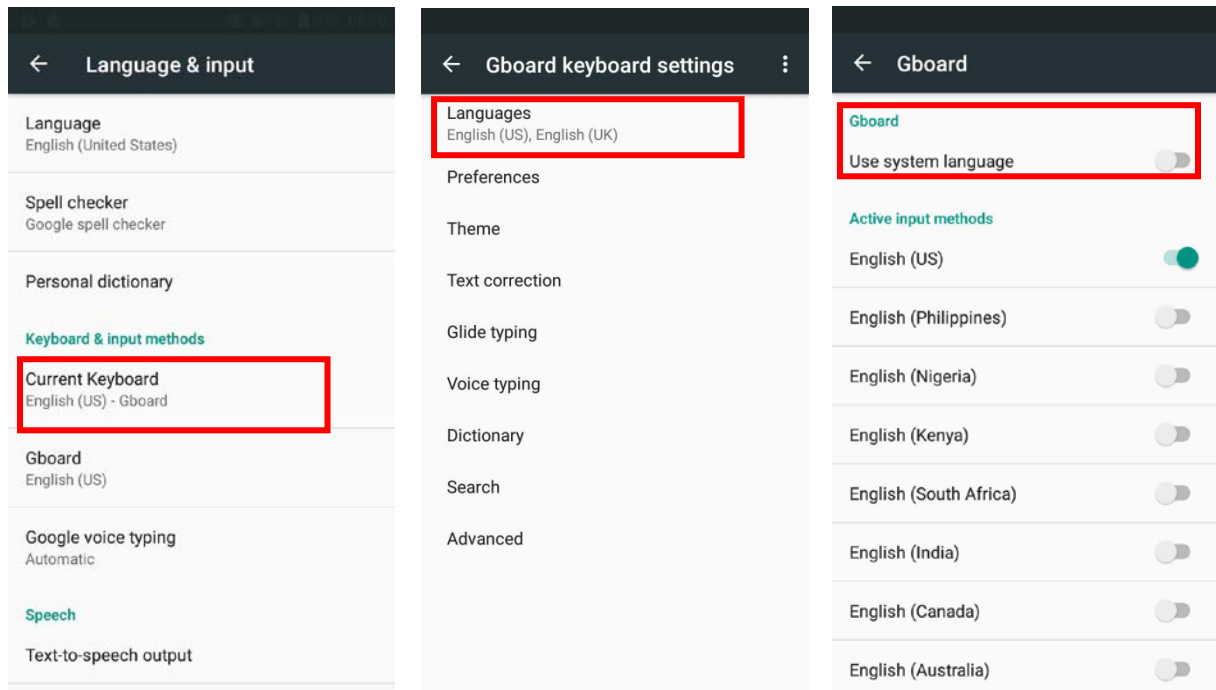 Language & input
Language
English (United States)
Spell checker
Google spell checker
Personal dictionary
Keyboard & input methods
Current Keyboard
English (US) - Gboard
Gboard
English (US)
Google voice typing
Automatic
Speech
Text-to-speech output
Gboard keyboard settings
Languages
English (US), English (UK)
Preferences
Theme
Text correction
Glide typing
Voice typing
Dictionary
Search
Advanced
Gboard
Gboard
Use system language
Active input methods
English (US)
English (Philippines)
English (Nigeria)
English (Kenya)
English (South Africa)
English (India)
English (Canada)
English (Australia)